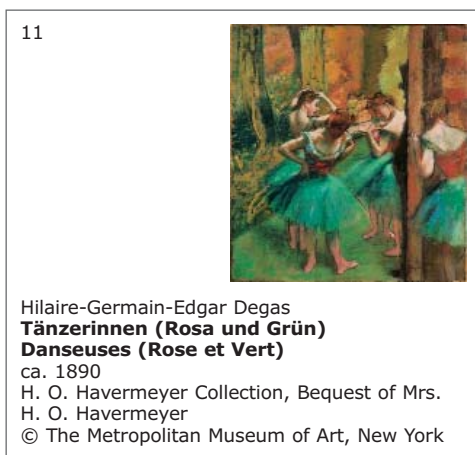 11
Hilaire-Germain-Edgar Degas
Tänzerinnen (Rosa und Grün)
Danseuses (Rose et Vert)
ca. 1890
H. O. Havermeyer Collection, Bequest of Mrs.
H. O. Havermeyer
© The Metropolitan Museum of Art, New York